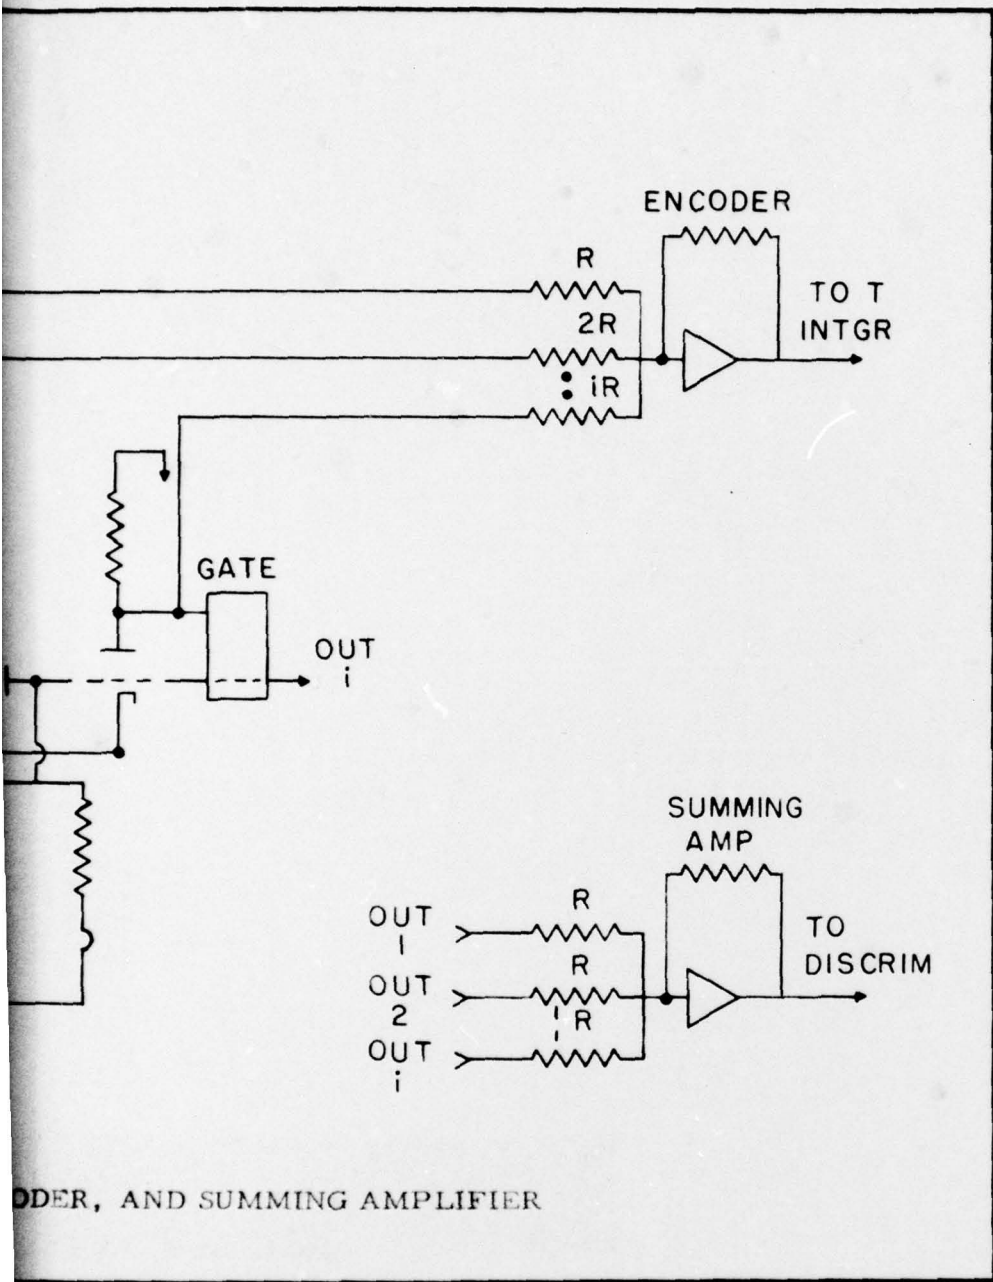 ENCODER
R
TO T
INTGR
2R
iR
GATE
OUT
i
SUMMING
AMP
R
OUT
1
TO
DISCRIM
R
OUT
2
R
OUT
i
ODER, AND SUMMING AMPLIFIER